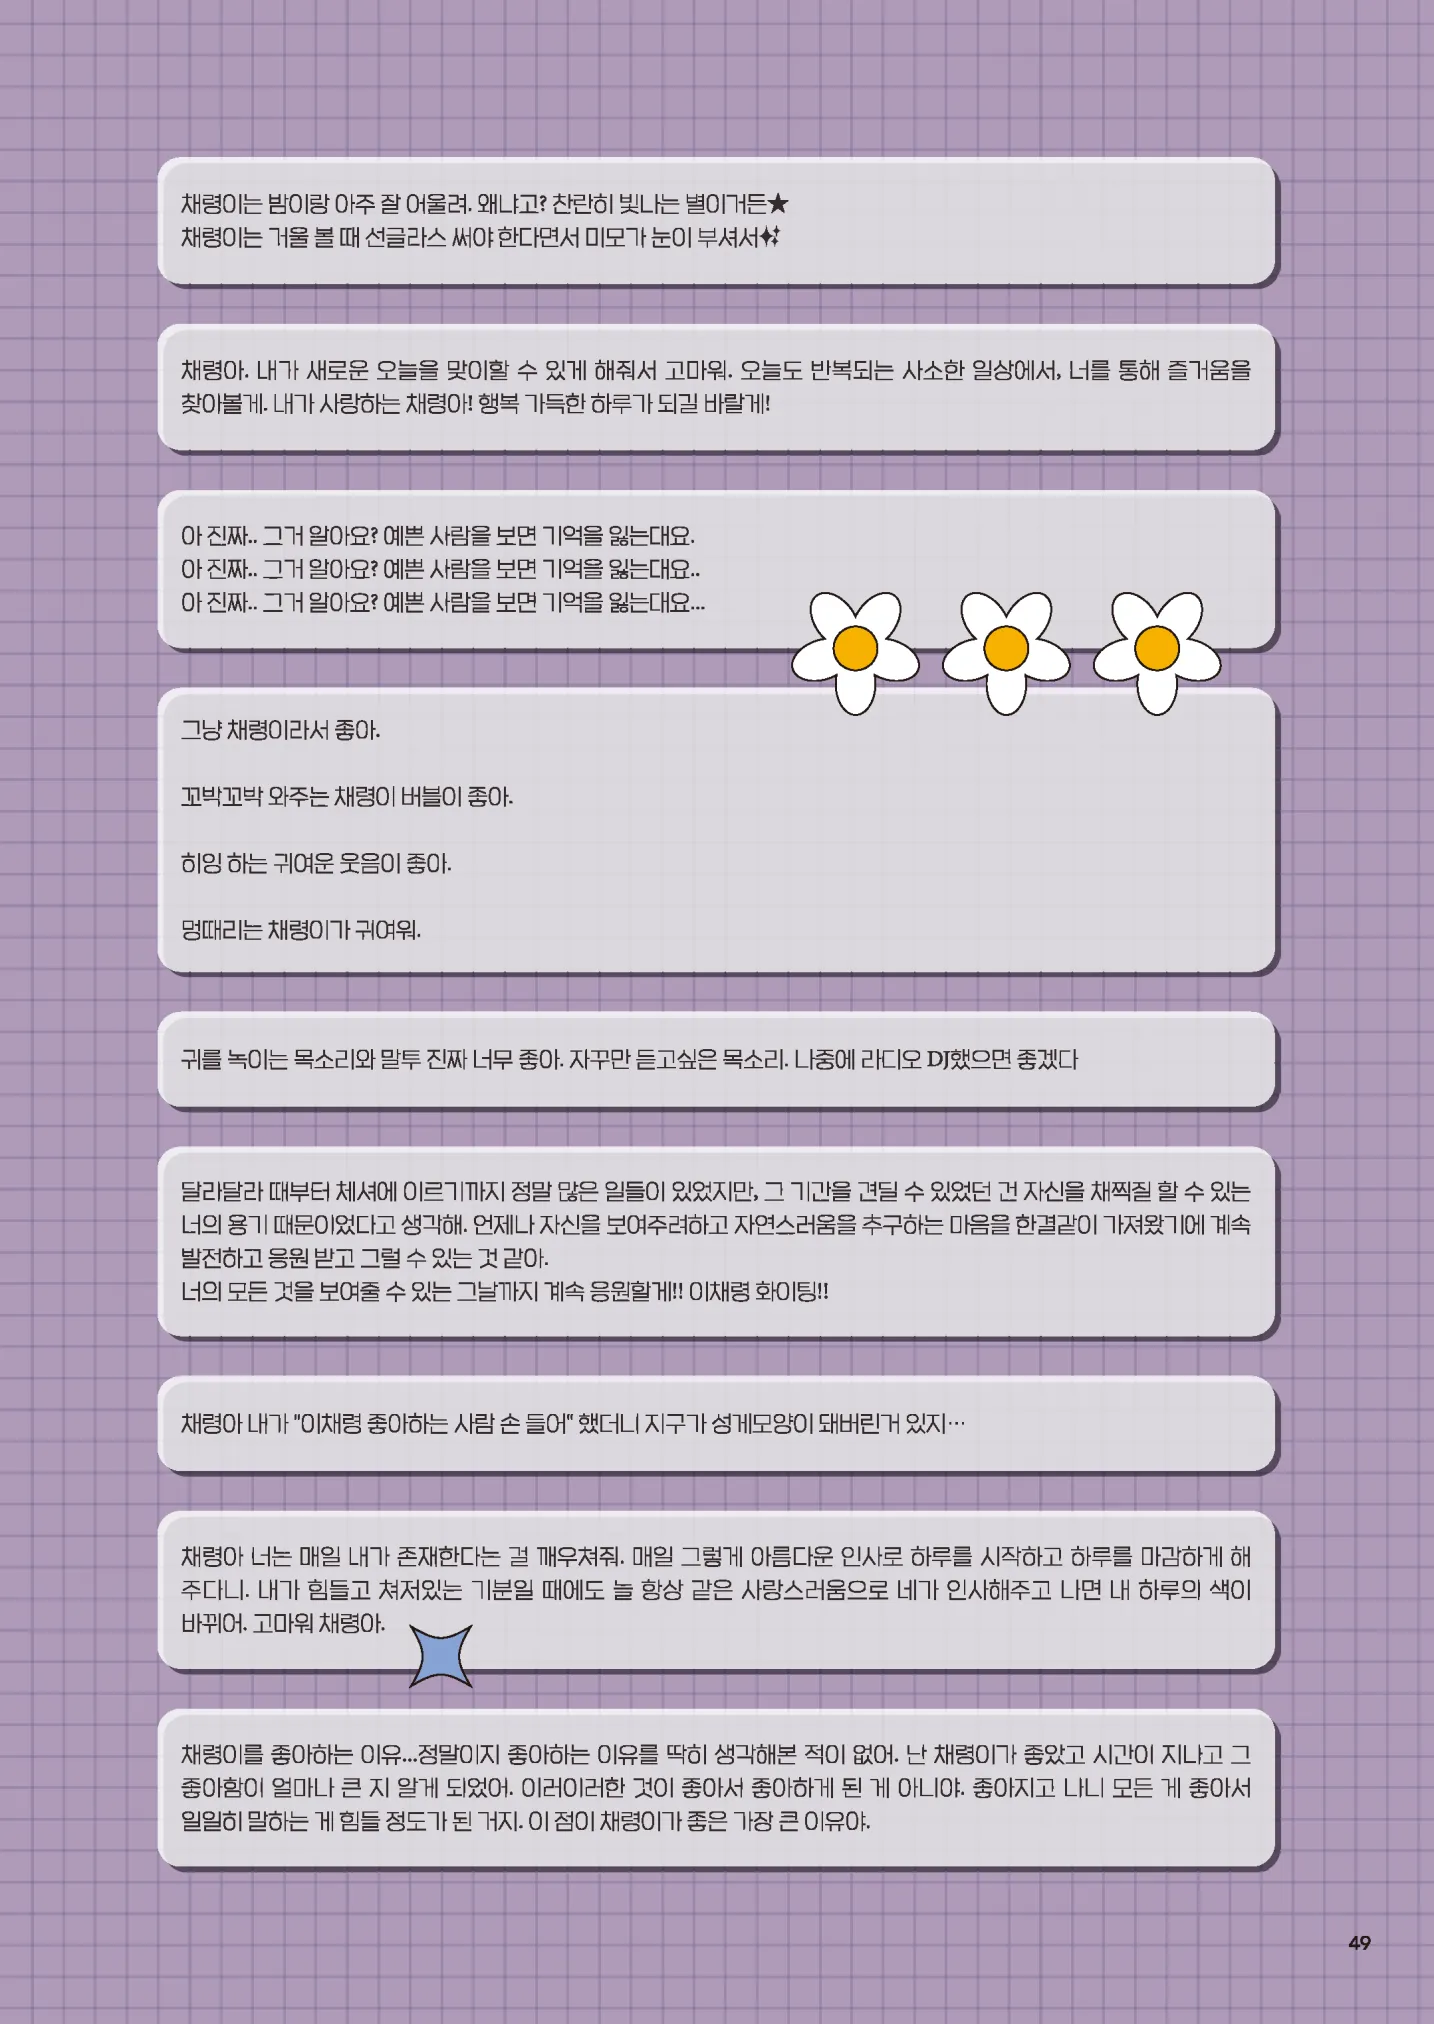 채령이는 밤이랑 아주 잘 어울려. 왜냐고? 찬란히 빛나는 별이거든★
채령이는 거울 볼 때 선글라스 써야 한다면서 미모가 눈이 부셔서✨
채령아. 내가 새로운 오늘을 맞이할 수 있게 해줘서 고마워. 오늘도 반복되는 사소한 일상에서, 너를 통해 즐거움을
찾아볼게. 내가 사랑하는 채령아! 행복 가득한 하루가 되길 바랄게!
아 진짜.. 그거 알아요? 예쁜 사람을 보면 기억을 잃는대요.
아 진짜.. 그거 알아요? 예쁜 사람을 보면 기억을 잃는대요..
아 진짜.. 그거 알아요? 예쁜 사람을 보면 기억을 잃는대요...
그냥 채령이라서 좋아.
꼬박꼬박 와주는 채령이 버블이 좋아.
히잉 하는 귀여운 웃음이 좋아.
멍때리는 채령이가 귀여워.
귀를 녹이는 목소리와 말투 진짜 너무 좋아. 자꾸만 듣고싶은 목소리. 나중에 라디오 DJ했으면 좋겠다
달라달라 때부터 체셔에 이르기까지 정말 많은 일들이 있었지만, 그 기간을 견딜 수 있었던 건 자신을 채찍질 할 수 있는
너의 용기 때문이었다고 생각해. 언제나 자신을 보여주려하고 자연스러움을 추구하는 마음을 한결같이 가져왔기에 계속
발전하고 응원 받고 그럴 수 있는 것 같아.
너의 모든 것을 보여줄 수 있는 그날까지 계속 응원할게!! 이채령 화이팅!!
채령아 내가 "이채령 좋아하는 사람 손 들어" 했더니 지구가 성게모양이 돼버린거 있지…
채령아 너는 매일 내가 존재한다는 걸 깨우쳐줘. 매일 그렇게 아름다운 인사로 하루를 시작하고 하루를 마감하게 해
주다니. 내가 힘들고 쳐저있는 기분일 때에도 늘 항상 같은 사랑스러움으로 네가 인사해주고 나면 내 하루의 색이
바뀌어. 고마워 채령아.
채령이를 좋아하는 이유...정말이지 좋아하는 이유를 딱히 생각해본 적이 없어. 난 채령이가 좋았고 시간이 지나고 그
좋아함이 얼마나 큰 지 알게 되었어. 이러이러한 것이 좋아서 좋아하게 된 게 아니야. 좋아지고 나니 모든 게 좋아서
일일히 말하는 게 힘들 정도가 된 거지. 이 점이 채령이가 좋은 가장 큰 이유야.
49